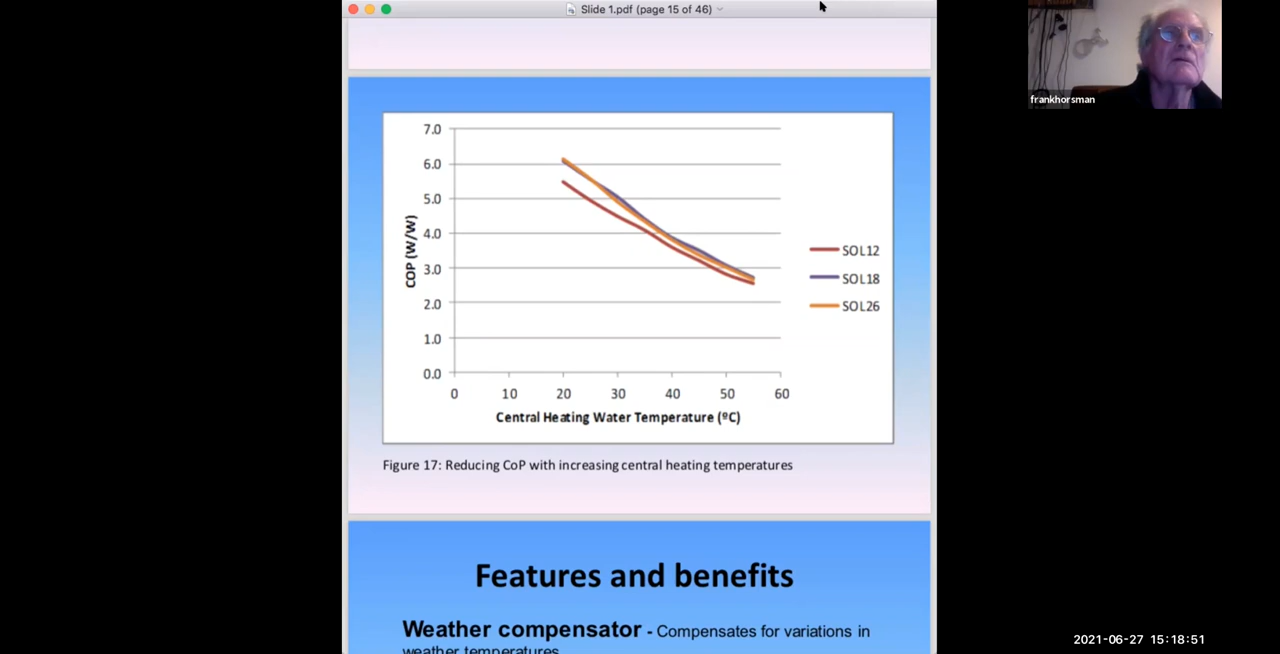 Slide 1.pdf (page 15 of 46)
frankhorsman
7.0
6.0
5.0
4.0
3.0
2.0
1.0
0.0
COP (W/W)
0 10 20 30 40 50 60
Central Heating Water Temperature (ºC)
SOL12
SOL18
SOL26
Figure 17: Reducing CoP with increasing central heating temperatures
Features and benefits
Weather compensator - Compensates for variations in
weather temperatures
2021-06-27 15:18:51